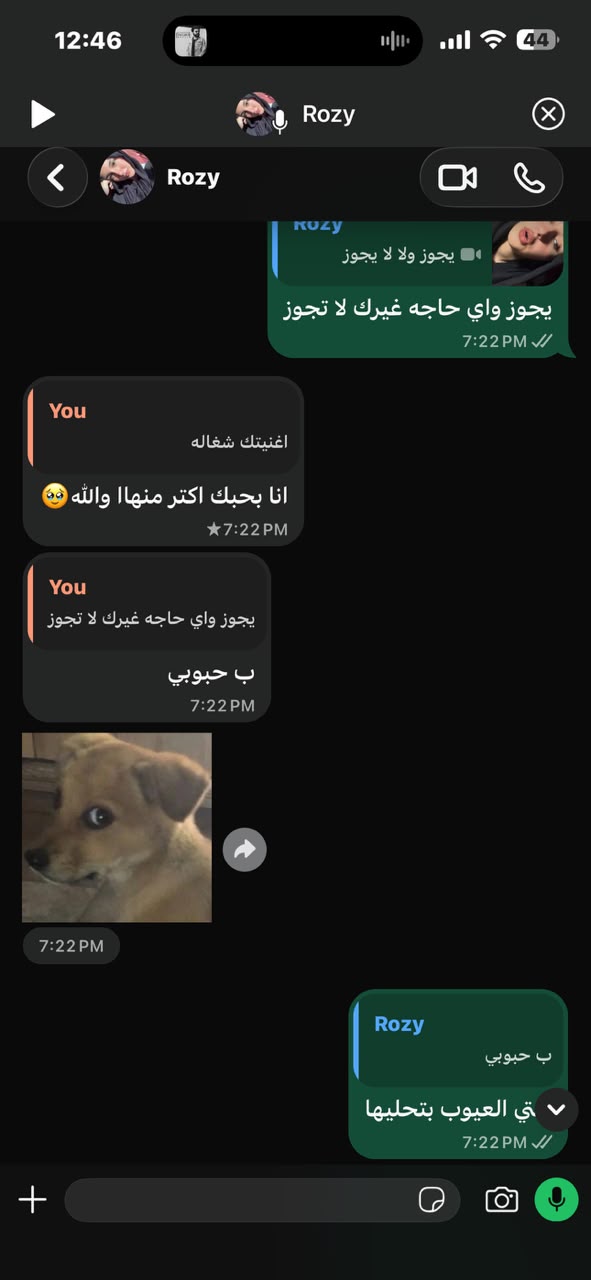 12:46
44
Rozy
Rozy
Rozy
يجوز ولا لا يجوز
يجوز واي حاجه غيرك لا تجوز
7:22 PM
You
اغنيتك شغاله
انا بحبك اكتر منهاا والله🥹
7:22 PM
You
يجوز واي حاجه غيرك لا تجوز
ب حبوبي
7:22 PM
7:22 PM
Rozy
ب حبوبي
العيوب بتحليها
7:22 PM